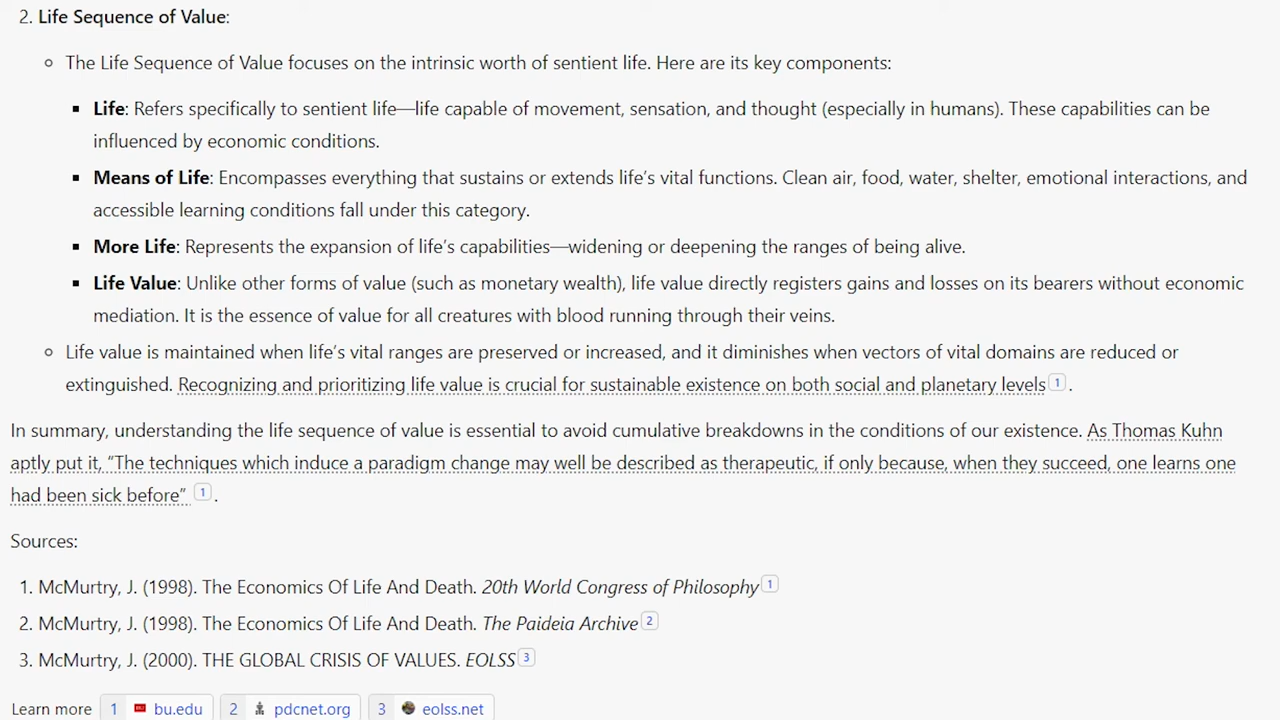 2. Life Sequence of Value:
The Life Sequence of Value focuses on the intrinsic worth of sentient life. Here are its key components:
Life: Refers specifically to sentient life—life capable of movement, sensation, and thought (especially in humans). These capabilities can be
influenced by economic conditions.
Means of Life: Encompasses everything that sustains or extends life’s vital functions. Clean air, food, water, shelter, emotional interactions, and
accessible learning conditions fall under this category.
More Life: Represents the expansion of life’s capabilities—widening or deepening the ranges of being alive.
Life Value: Unlike other forms of value (such as monetary wealth), life value directly registers gains and losses on its bearers without economic
mediation. It is the essence of value for all creatures with blood running through their veins.
Life value is maintained when life’s vital ranges are preserved or increased, and it diminishes when vectors of vital domains are reduced or
extinguished. Recognizing and prioritizing life value is crucial for sustainable existence on both social and planetary levels 1 .
In summary, understanding the life sequence of value is essential to avoid cumulative breakdowns in the conditions of our existence. As Thomas Kuhn
aptly put it, “The techniques which induce a paradigm change may well be described as therapeutic, if only because, when they succeed, one learns one
had been sick before” 1 .
Sources:
1. McMurtry, J. (1998). The Economics Of Life And Death. 20th World Congress of Philosophy 1
2. McMurtry, J. (1998). The Economics Of Life And Death. The Paideia Archive 2
3. McMurtry, J. (2000). THE GLOBAL CRISIS OF VALUES. EOLSS 3
Learn more 1 bu.edu 2 pdcnet.org 3 eolss.net